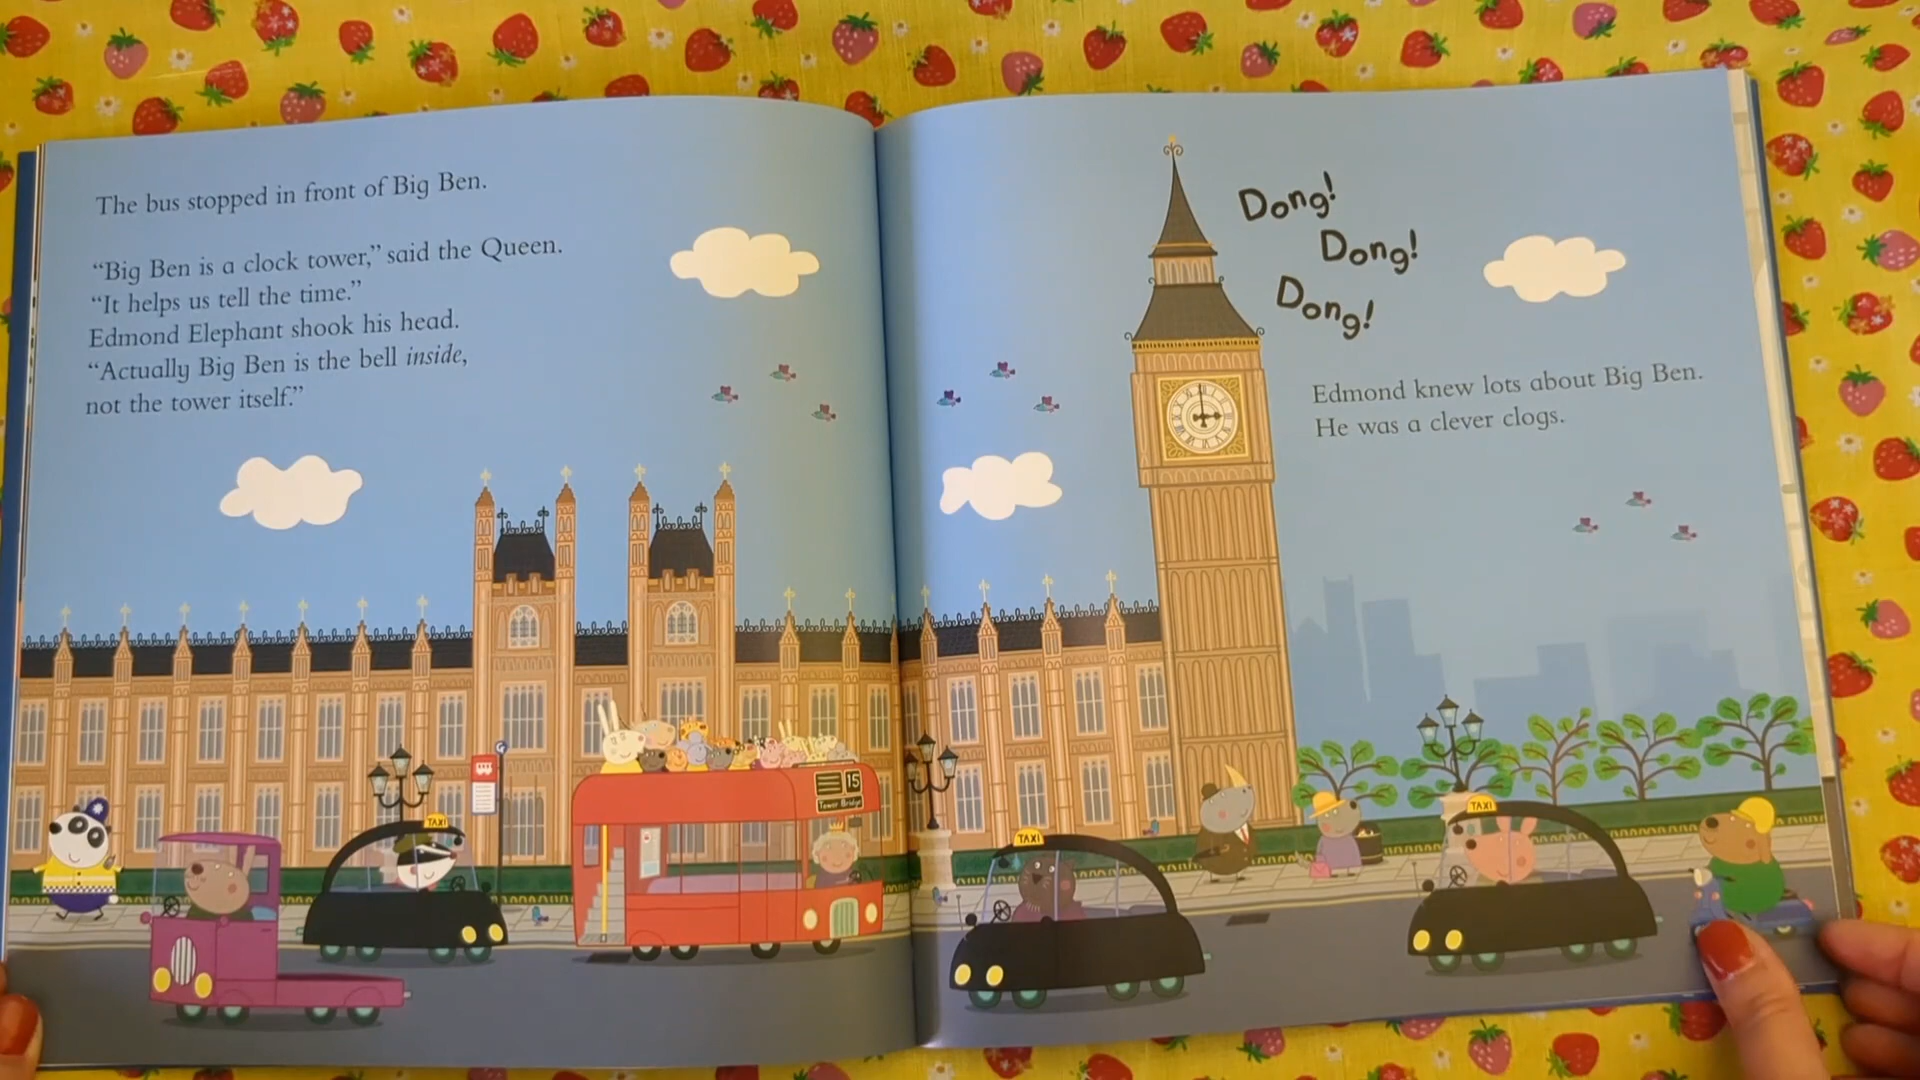 The bus stopped in front of Big Ben.
“Big Ben is a clock tower,” said the Queen.
“It helps us tell the time.”
Edmond Elephant shook his head.
“Actually Big Ben is the bell inside,
not the tower itself.”
Dong!
Dong!
Dong!
Edmond knew lots about Big Ben.
He was a clever clogs.
TAXI
15
Tower Bridge
TAXI
TAXI